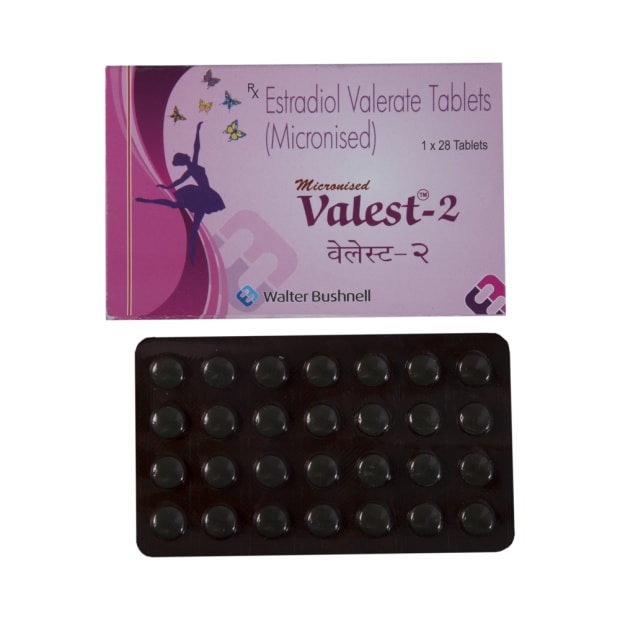 Rx Estradiol Valerate Tablets
(Micronised)
1 x 28 Tablets
Micronised
Valest™-2
वेलेस्ट-२
Walter Bushnell